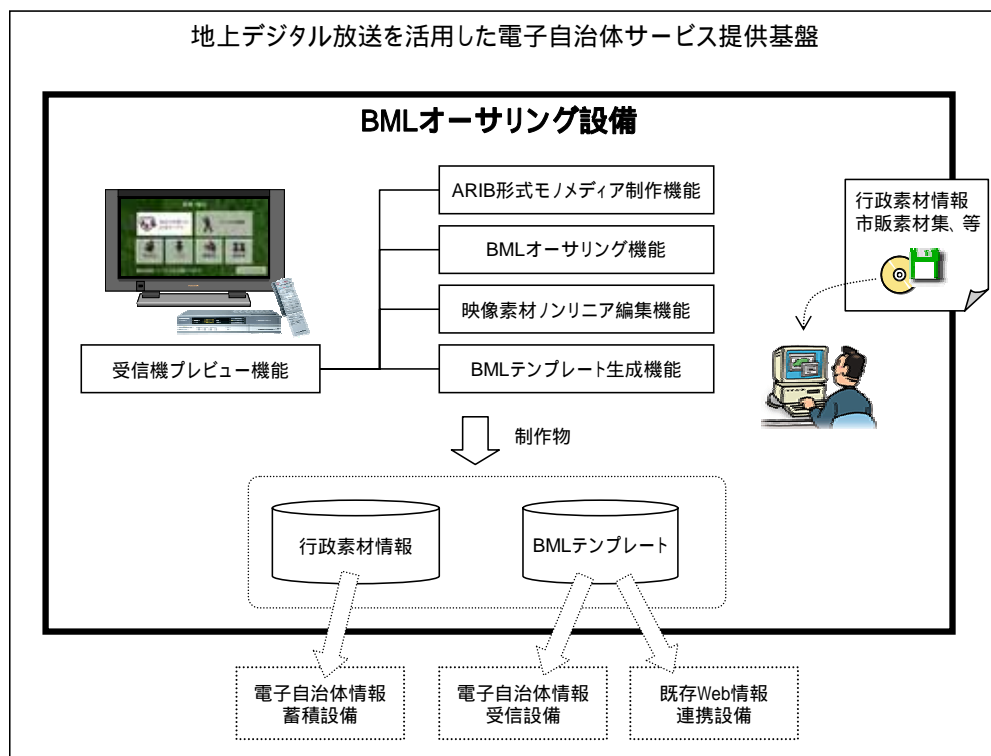 地上デジタル放送を活用した電子自治体サービス提供基盤
BMLオーサリング設備
ARIB形式モノメディア制作機能
BMLオーサリング機能
映像素材ノンリニア編集機能
BMLテンプレート生成機能
受信機プレビュー機能
行政素材情報
市販素材集、等
制作物
行政素材情報
BMLテンプレート
電子自治体情報
蓄積設備
電子自治体情報
受信設備
既存Web情報
連携設備